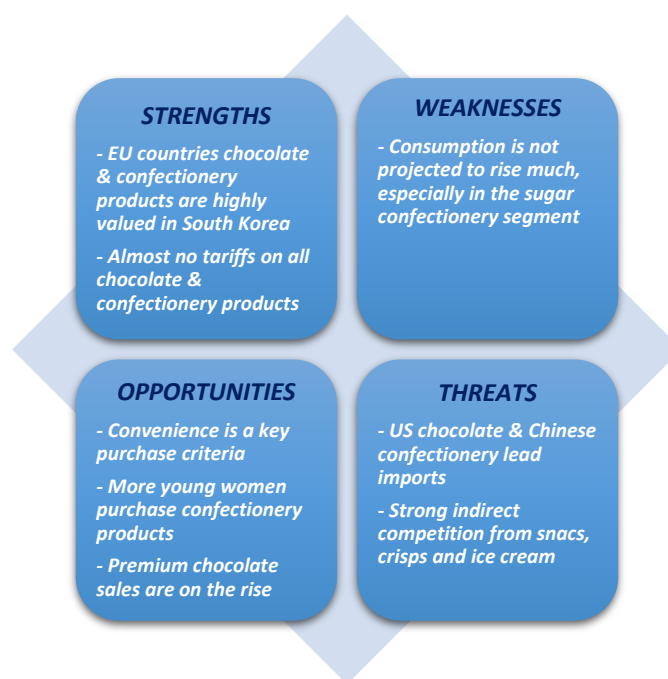 STRENGTHS
- EU countries chocolate
& confectionery
products are highly
valued in South Korea
- Almost no tariffs on all
chocolate &
confectionery products
WEAKNESSES
- Consumption is not
projected to rise much,
especially in the sugar
confectionery segment
OPPORTUNITIES
- Convenience is a key
purchase criteria
- More young women
purchase confectionery
products
- Premium chocolate
sales are on the rise
THREATS
- US chocolate & Chinese
confectionery lead
imports
- Strong indirect
competition from snacs,
crisps and ice cream